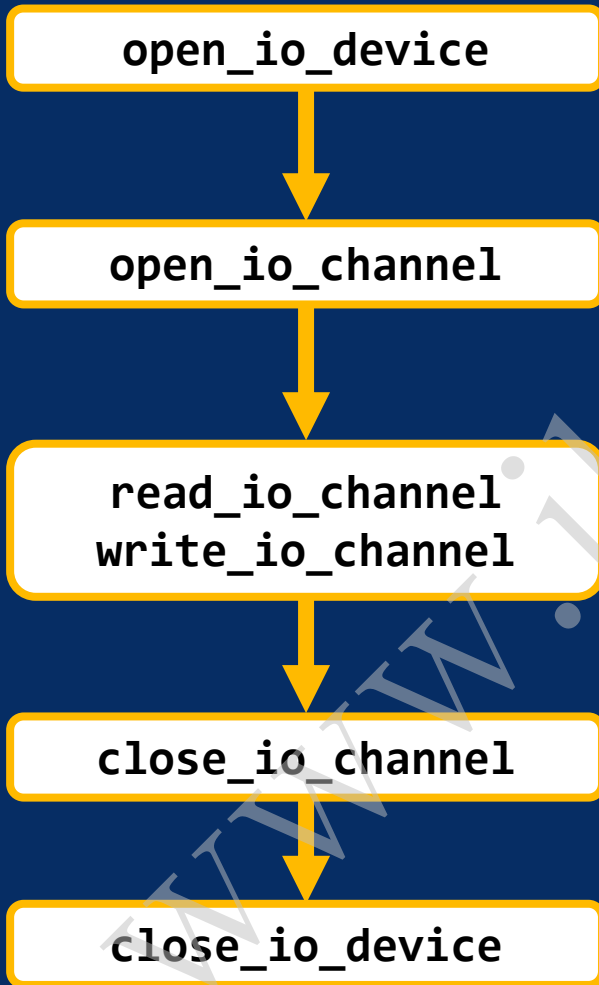 open_io_device
open_io_channel
read_io_channel
write_io_channel
close_io_channel
close_io_device